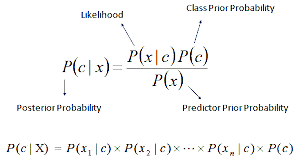 Likelihood
Class Prior Probability
P(c | x) = P(x | c)P(c) / P(x)
Posterior Probability
Predictor Prior Probability
P(c | X) = P(x₁ | c) × P(x₂ | c) × ⋯ × P(xₙ | c) × P(c)